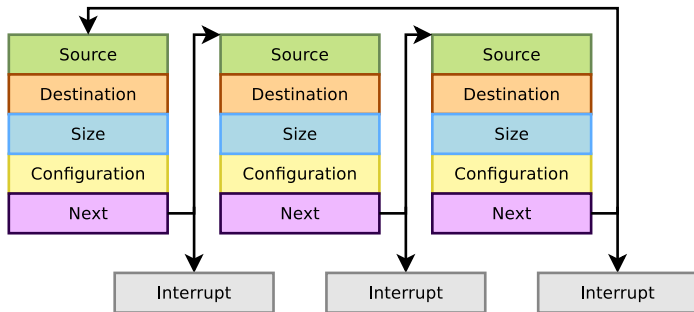 Source
Destination
Size
Configuration
Next
Source
Destination
Size
Configuration
Next
Source
Destination
Size
Configuration
Next
Interrupt
Interrupt
Interrupt